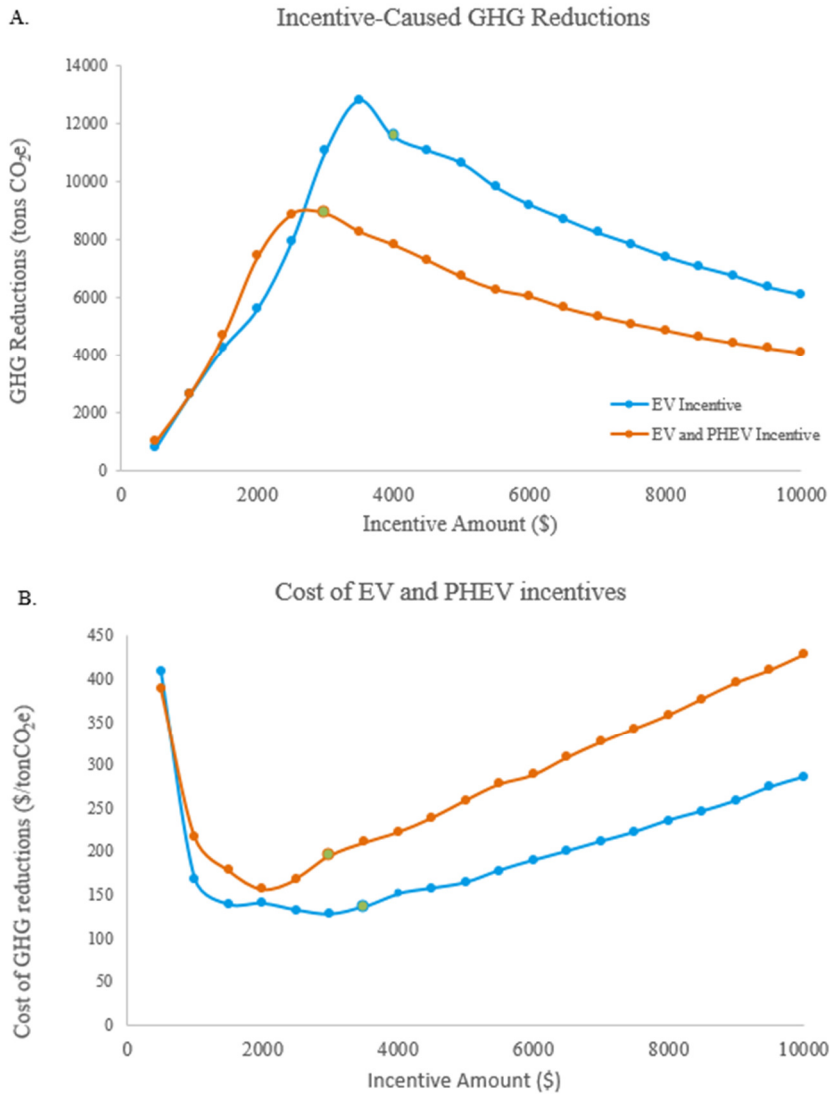 A.
Incentive-Caused GHG Reductions
GHG Reductions (tons CO₂e)
14000
12000
10000
8000
6000
4000
2000
0
EV Incentive
EV and PHEV Incentive
0 2000 4000 6000 8000 10000
Incentive Amount ($)
B.
Cost of EV and PHEV incentives
Cost of GHG reductions ($/tonCO₂e)
450
400
350
300
250
200
150
100
50
0
0 2000 4000 6000 8000 10000
Incentive Amount ($)